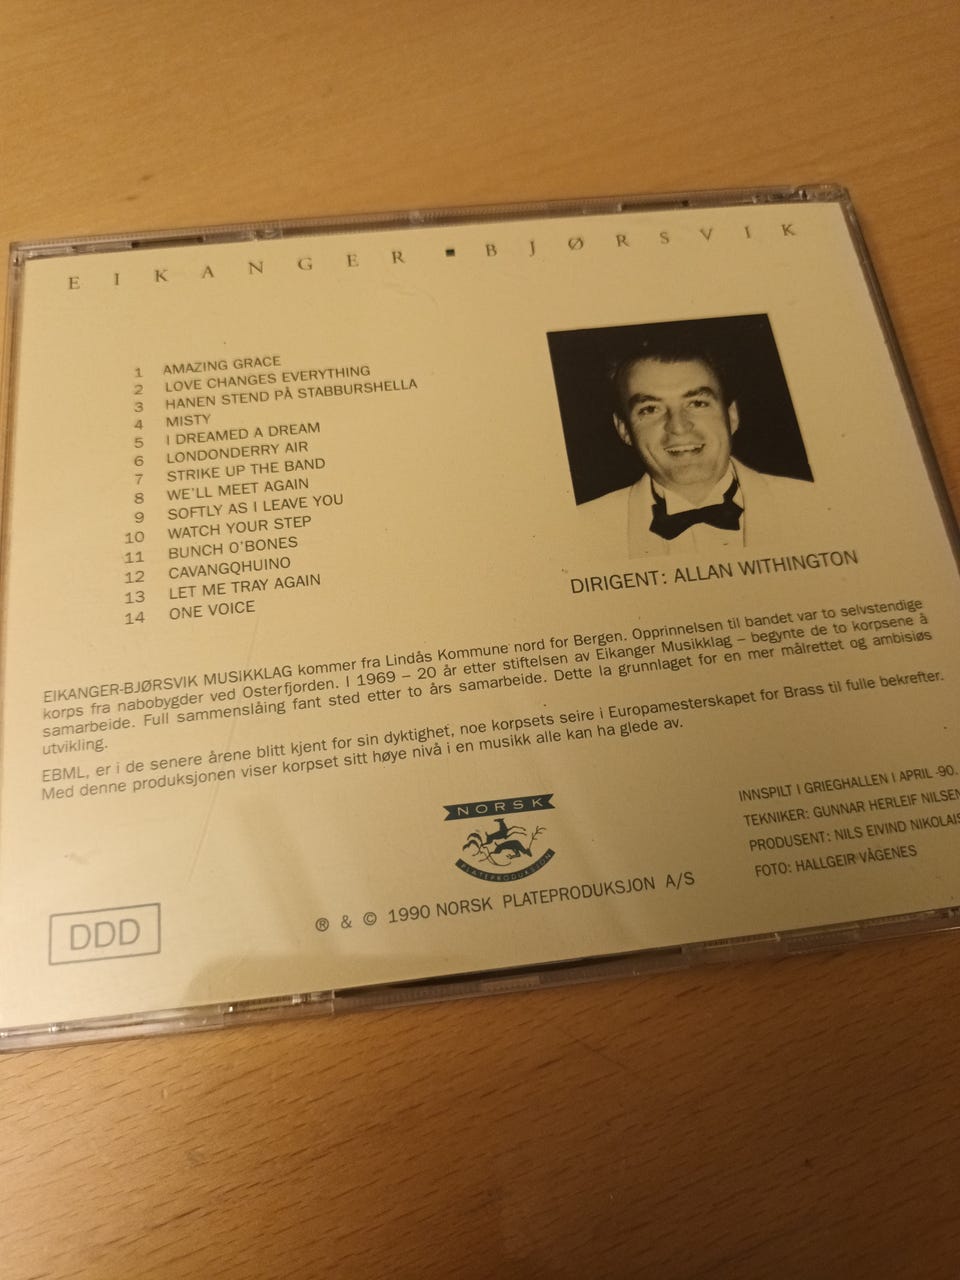 EIKANGER ▪ BJØRSVIK
1 AMAZING GRACE
2 LOVE CHANGES EVERYTHING
3 HANEN STEND PÅ STABBURSHELLA
4 MISTY
5 I DREAMED A DREAM
6 LONDONDERRY AIR
7 STRIKE UP THE BAND
8 WE'LL MEET AGAIN
9 SOFTLY AS I LEAVE YOU
10 WATCH YOUR STEP
11 BUNCH O'BONES
12 CAVANGQHUINO
13 LET ME TRAY AGAIN
14 ONE VOICE
DIRIGENT: ALLAN WITHINGTON
EIKANGER-BJØRSVIK MUSIKKLAG kommer fra Lindås Kommune nord for Bergen. Opprinnelsen til bandet var to selvstendige
korps fra nabobygder ved Osterfjorden. I 1969 – 20 år etter stiftelsen av Eikanger Musikklag – begynte de to korpsene å
samarbeide. Full sammenslåing fant sted etter to års samarbeide. Dette la grunnlaget for en mer målrettet og ambisiøs
utvikling.
EBML, er i de senere årene blitt kjent for sin dyktighet, noe korpsets seire i Europamesterskapet for Brass til fulle bekrefter.
Med denne produksjonen viser korpset sitt høye nivå i en musikk alle kan ha glede av.
INNSPILT I GRIEGHALLEN I APRIL -90.
TEKNIKER: GUNNAR HERLEIF NILSEN
PRODUSENT: NILS EIVIND NIKOLAIS
FOTO: HALLGEIR VÅGENES
NORSK
PLATEPRODUKSJON
℗ & © 1990 NORSK PLATEPRODUKSJON A/S
DDD